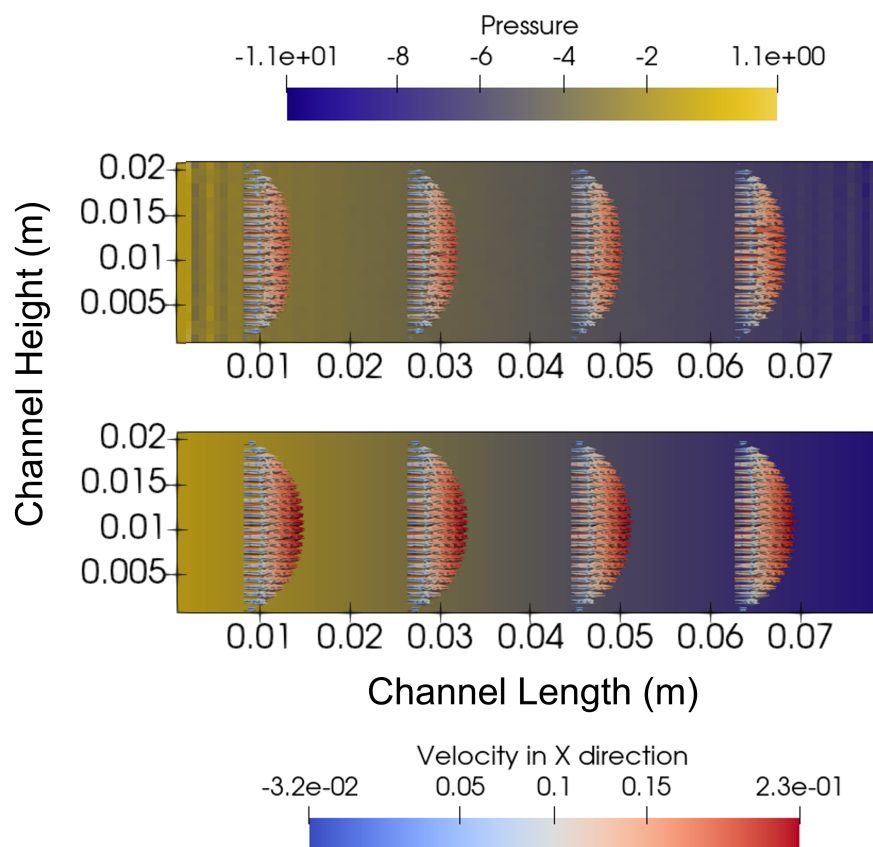 Pressure
-1.1e+01 -8 -6 -4 -2 1.1e+00
Channel Height (m)
0.02
0.015
0.01
0.005
0.01 0.02 0.03 0.04 0.05 0.06 0.07
0.02
0.015
0.01
0.005
0.01 0.02 0.03 0.04 0.05 0.06 0.07
Channel Length (m)
Velocity in X direction
-3.2e-02 0.05 0.1 0.15 2.3e-01